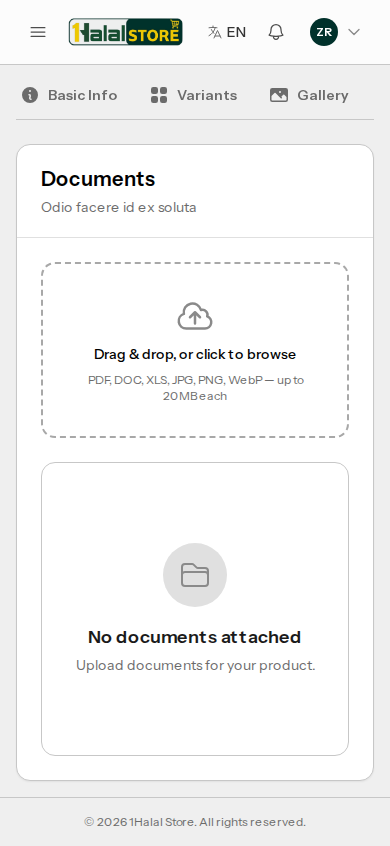 1Halal STORE
EN
ZR
Basic Info
Variants
Gallery
Documents
Odio facere id ex soluta
Drag & drop, or click to browse
PDF, DOC, XLS, JPG, PNG, WebP — up to
20 MB each
No documents attached
Upload documents for your product.
© 2026 1Halal Store. All rights reserved.